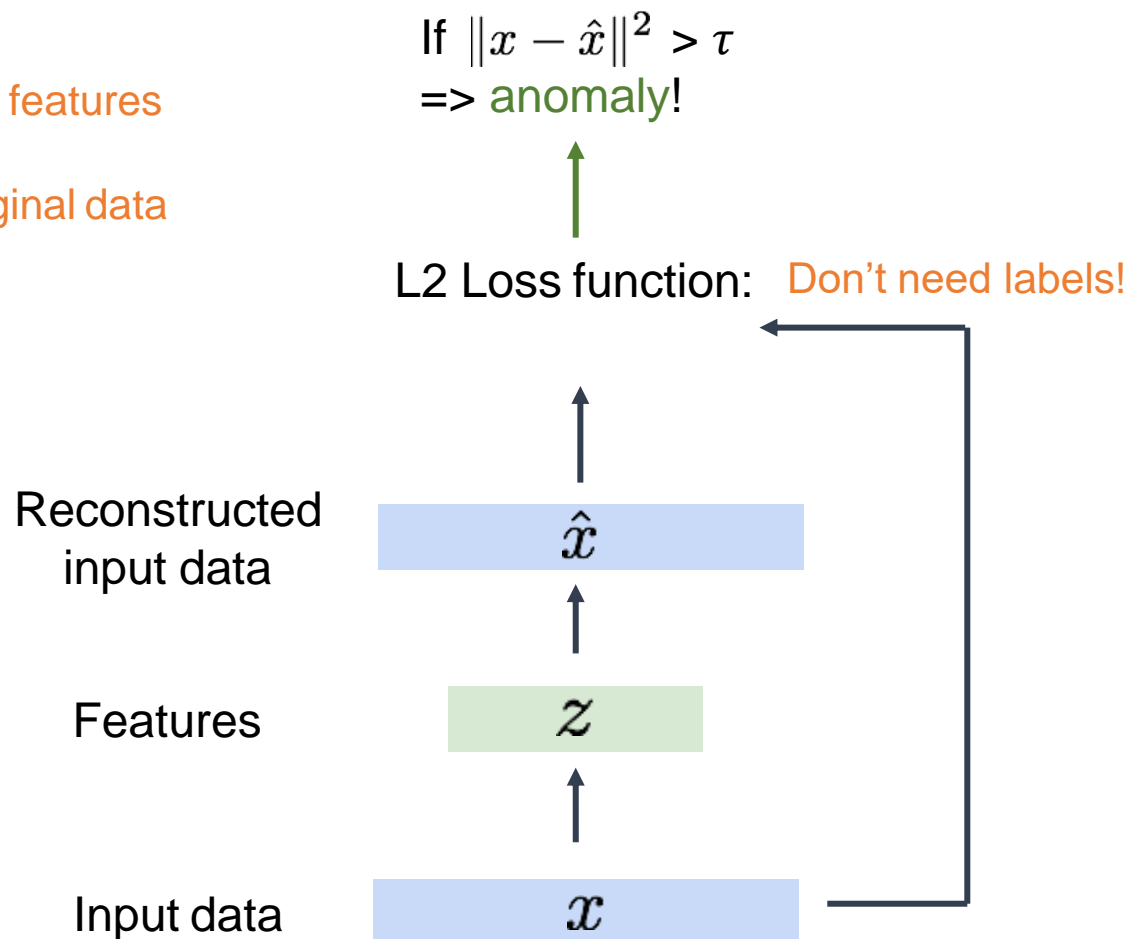 If ‖x − x̂‖² > τ
features
=> anomaly!
ginal data
L2 Loss function: Don't need labels!
Reconstructed
input data
x̂
Features
z
Input data
x